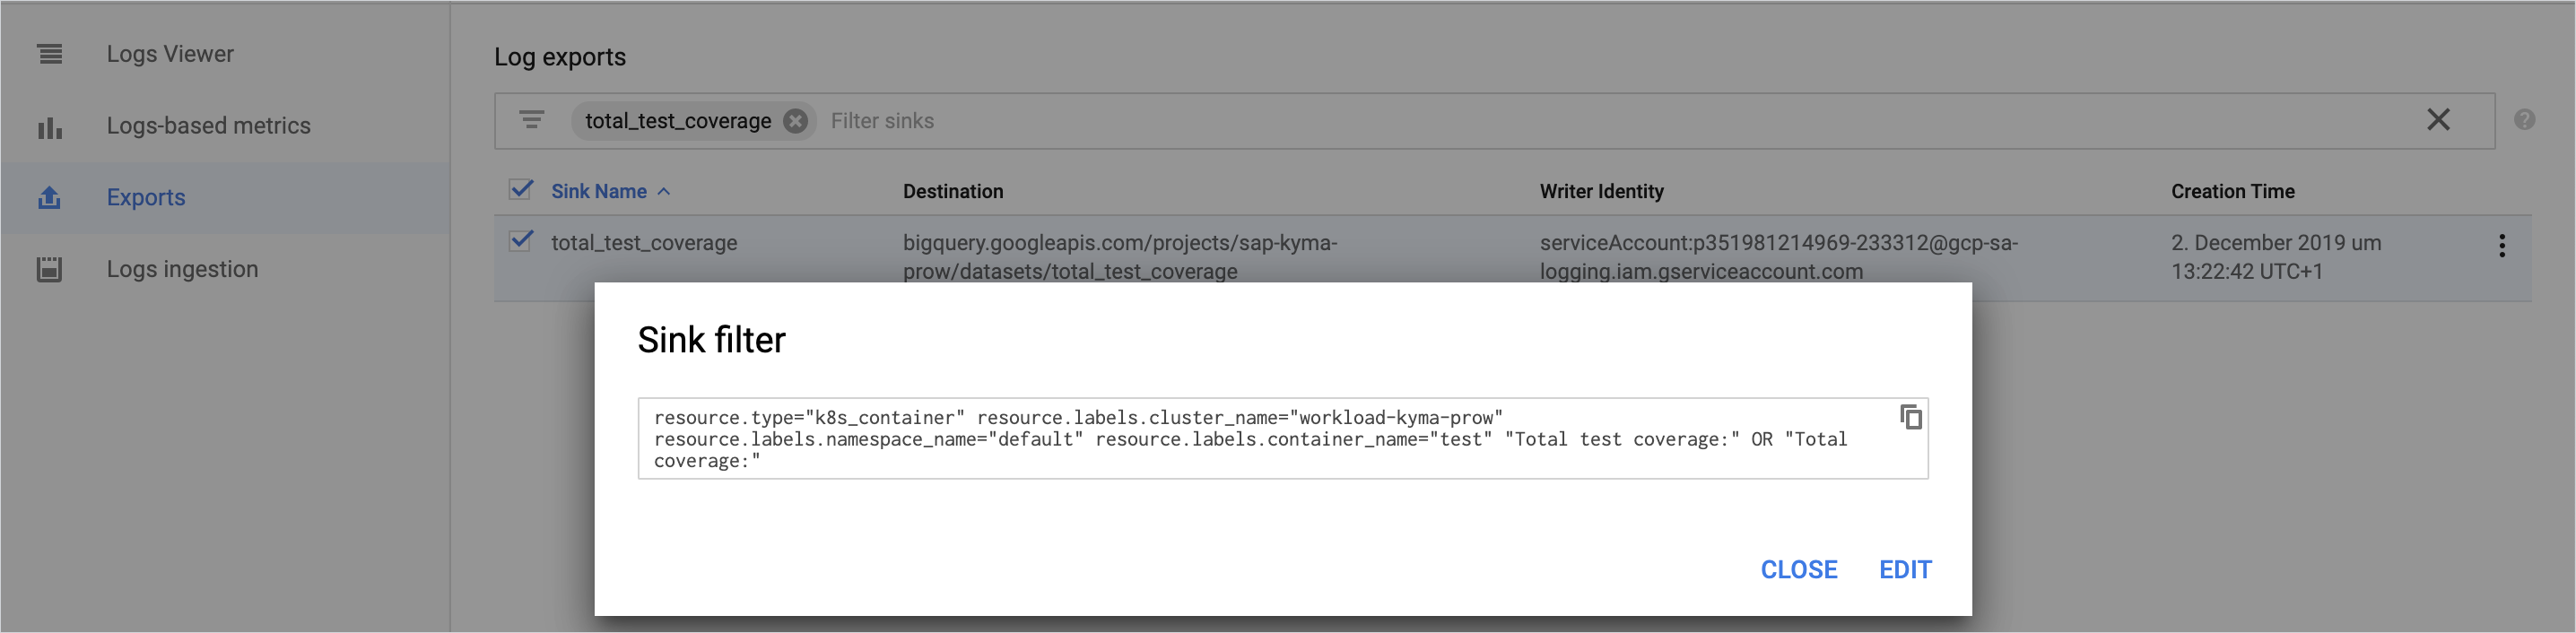 Logs Viewer
Logs-based metrics
Exports
Logs ingestion
Log exports
total_test_coverage Filter sinks
Sink Name Destination Writer Identity Creation Time
total_test_coverage bigquery.googleapis.com/projects/sap-kyma- serviceAccount:p351981214969-233312@gcp-sa- 2. December 2019 um
prow/datasets/total_test_coverage logging.iam.gserviceaccount.com 13:22:42 UTC+1
Sink filter
resource.type="k8s_container" resource.labels.cluster_name="workload-kyma-prow"
resource.labels.namespace_name="default" resource.labels.container_name="test" "Total test coverage:" OR "Total
coverage:"
CLOSE EDIT